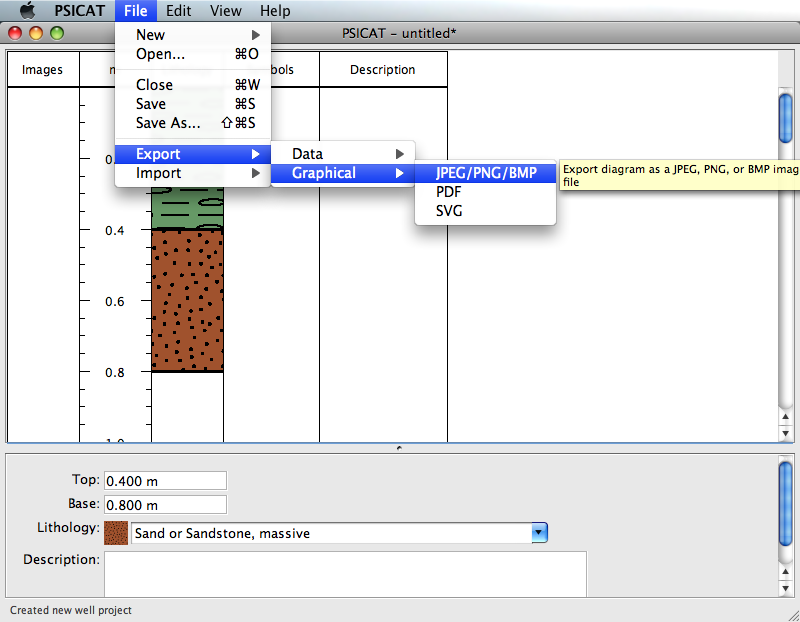 PSICAT File Edit View Help
PSICAT – untitled*
New
Open... ⌘O
Close ⌘W
Save ⌘S
Save As... ⇧⌘S
Export
Import
Data
Graphical
JPEG/PNG/BMP
PDF
SVG
Export diagram as a JPEG, PNG, or BMP imag
file
Images
m
bols
Description
0.
0.4
0.6
0.8
1.0
Top: 0.400 m
Base: 0.800 m
Lithology: Sand or Sandstone, massive
Description:
Created new well project